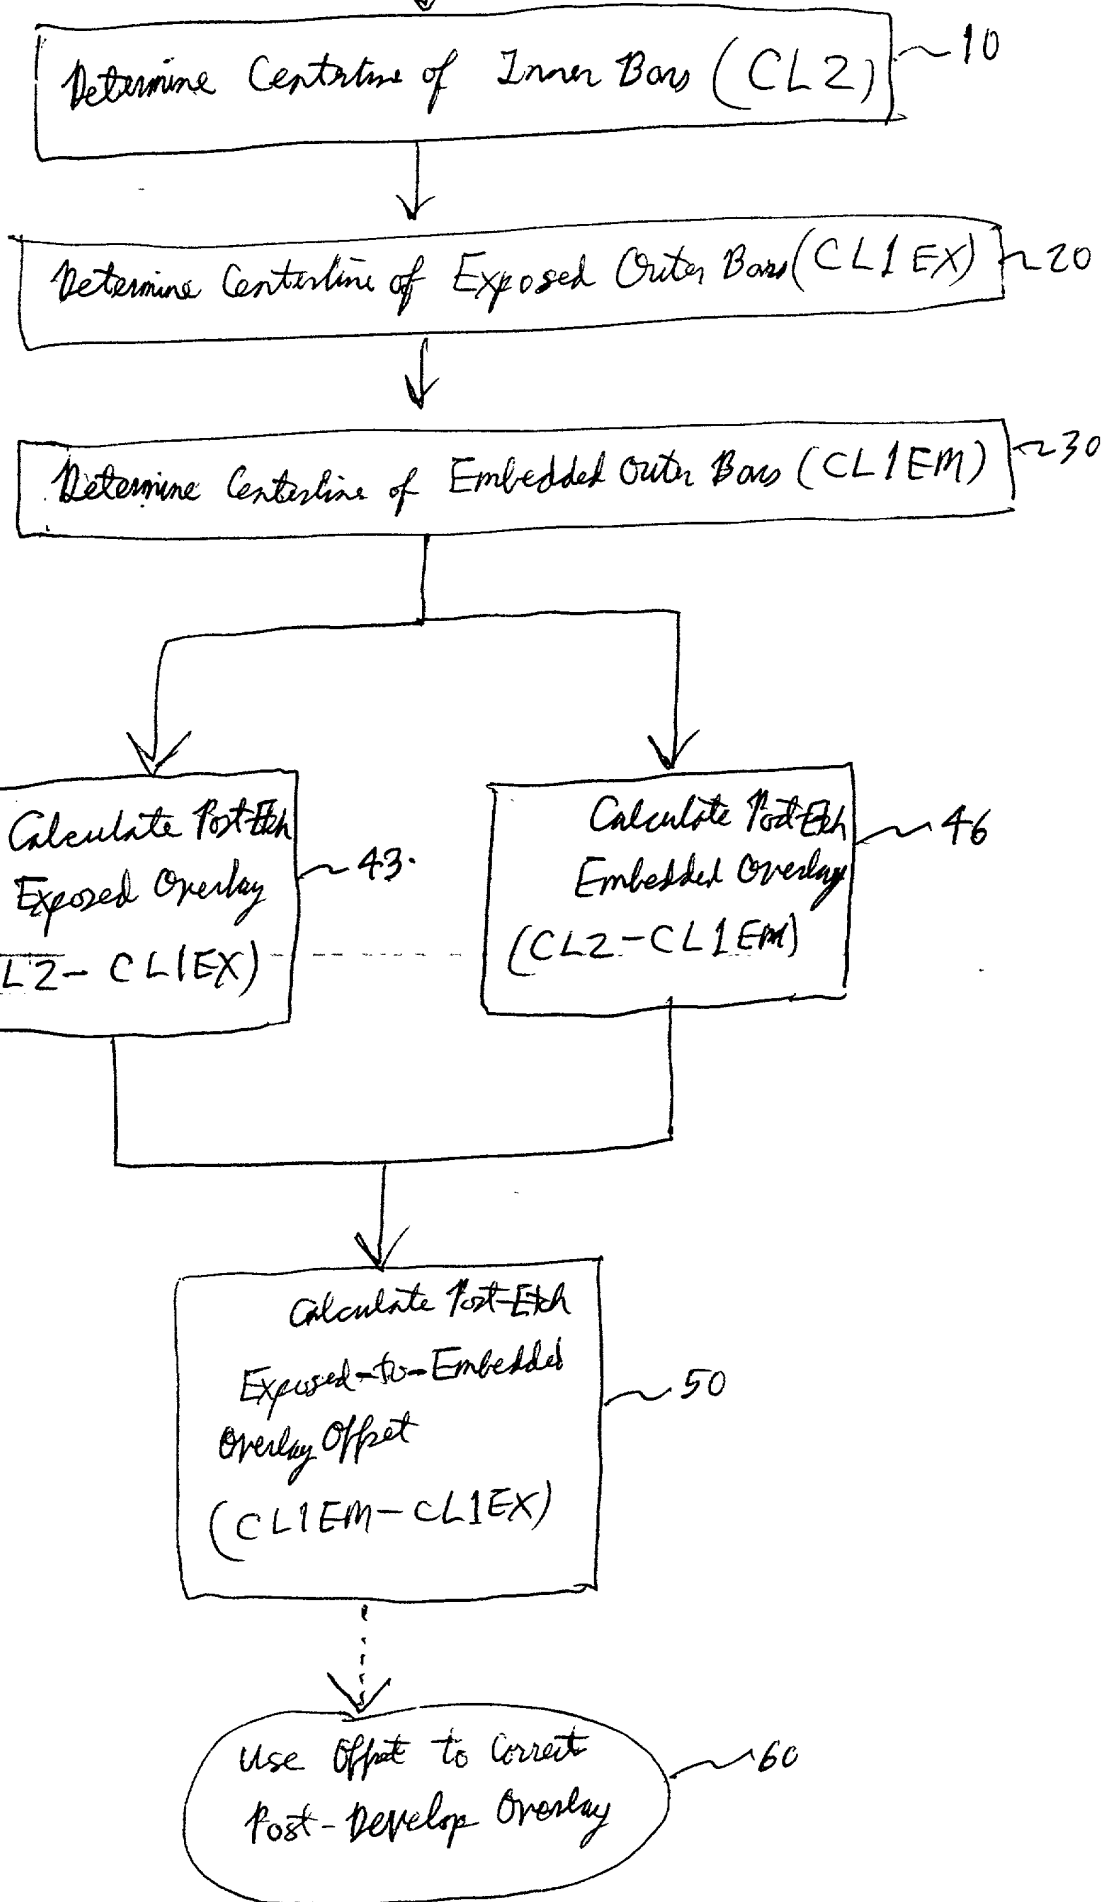 Determine Centerline of Inner Bars (CL2)
10
Determine Centerline of Exposed Outer Bars (CL1EX)
20
Determine Centerline of Embedded Outer Bars (CL1EM)
30
Calculate Post-Etch
Exposed Overlay
L2 - CL1EX)
43.
Calculate Post-Etch
Embedded Overlay
(CL2-CL1EM)
46
Calculate Post-Etch
Exposed-to-Embedded
Overlay Offset
(CL1EM-CL1EX)
50
Use Offset to Correct
Post-Develop Overlay
60